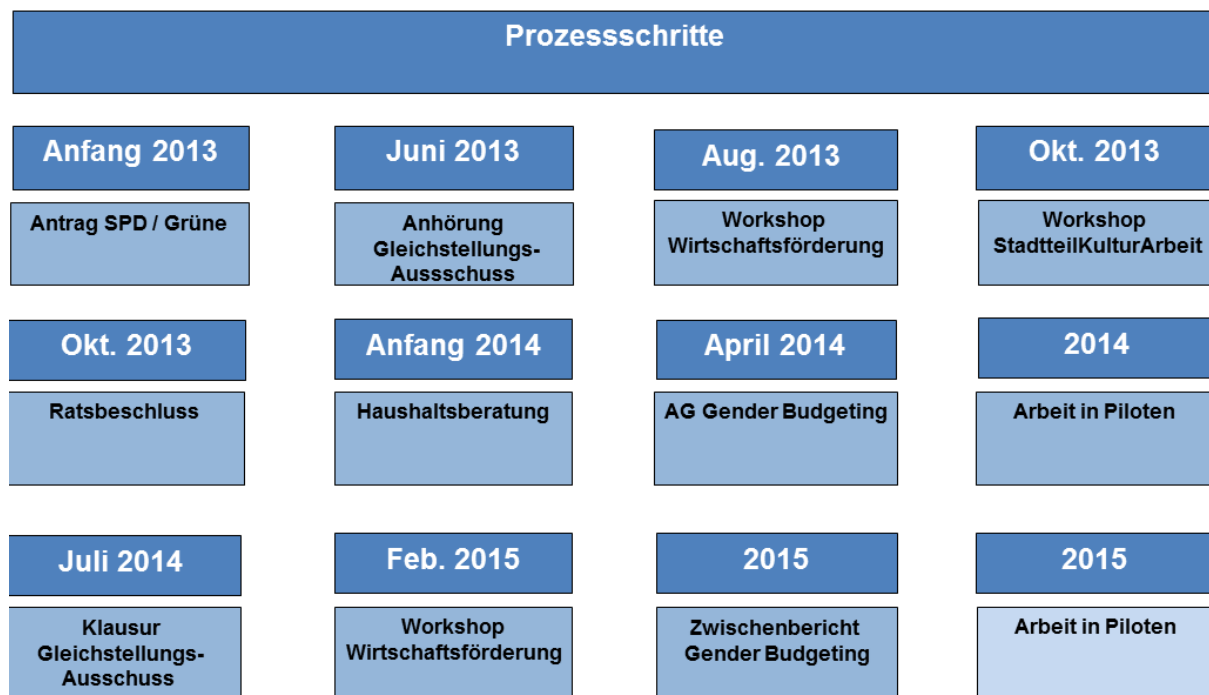 Prozessschritte
Anfang 2013
Antrag SPD / Grüne
Juni 2013
Anhörung
Gleichstellungs-
Aussschuss
Aug. 2013
Workshop
Wirtschaftsförderung
Okt. 2013
Workshop
StadtteilKulturArbeit
Okt. 2013
Ratsbeschluss
Anfang 2014
Haushaltsberatung
April 2014
AG Gender Budgeting
2014
Arbeit in Piloten
Juli 2014
Klausur
Gleichstellungs-
Ausschuss
Feb. 2015
Workshop
Wirtschaftsförderung
2015
Zwischenbericht
Gender Budgeting
2015
Arbeit in Piloten